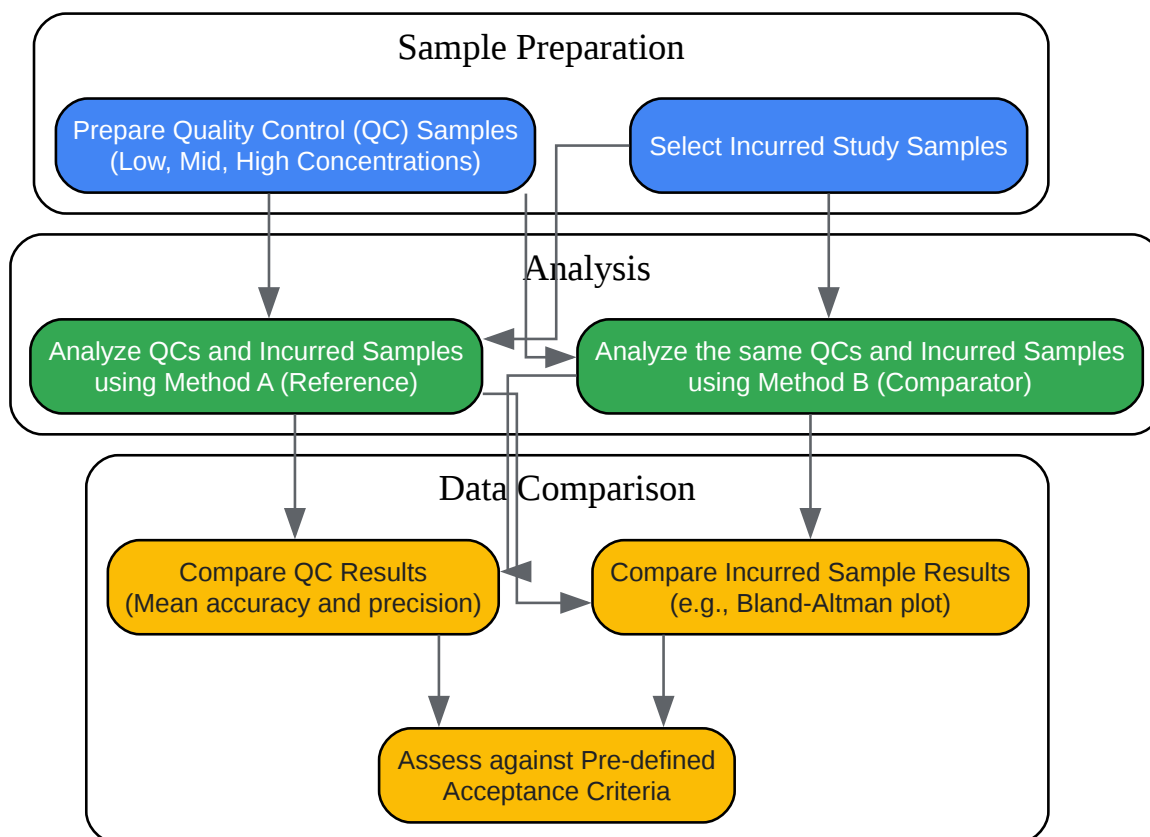 Sample Preparation
Prepare Quality Control (QC) Samples
(Low, Mid, High Concentrations)
Select Incurred Study Samples
Analysis
Analyze QCs and Incurred Samples
using Method A (Reference)
Analyze the same QCs and Incurred Samples
using Method B (Comparator)
Data Comparison
Compare QC Results
(Mean accuracy and precision)
Compare Incurred Sample Results
(e.g., Bland-Altman plot)
Assess against Pre-defined
Acceptance Criteria